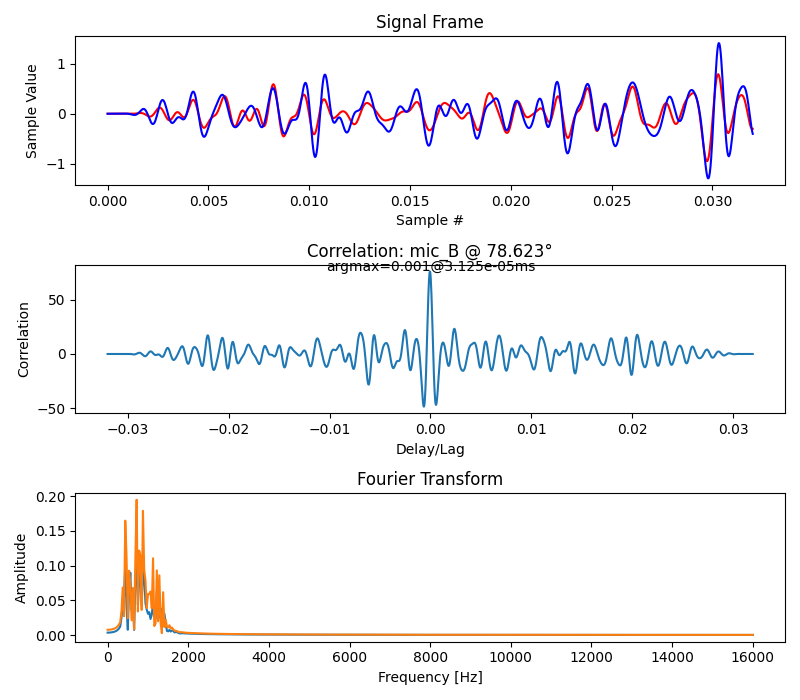 Signal Frame
Sample Value
1
0
−1
0.000 0.005 0.010 0.015 0.020 0.025 0.030
Sample #
Correlation: mic_B @ 78.623°
argmax=0.001@3.125e-05ms
Correlation
50
0
−50
−0.03 −0.02 −0.01 0.00 0.01 0.02 0.03
Delay/Lag
Fourier Transform
Amplitude
0.20
0.15
0.10
0.05
0.00
0 2000 4000 6000 8000 10000 12000 14000 16000
Frequency [Hz]